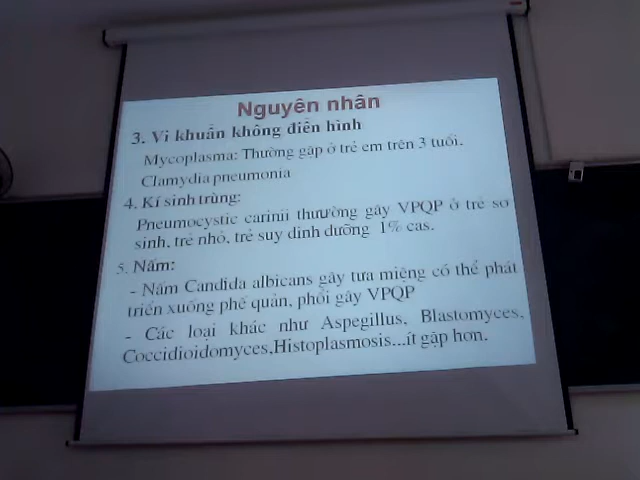 Nguyên nhân
3. Vi khuẩn không điển hình
Mycoplasma: Thường gặp ở trẻ em trên 3 tuổi.
Clamydia pneumonia
4. Kí sinh trùng:
Pneumocystic carinii thường gây VPQP ở trẻ sơ
sinh, trẻ nhỏ, trẻ suy dinh dưỡng 1% cas.
5. Nấm:
- Nấm Candida albicans gây tưa miệng có thể phát
triển xuống phế quản, phổi gây VPQP
- Các loại khác như Aspegillus, Blastomyces,
Coccidioidomyces,Histoplasmosis...ít gặp hơn.